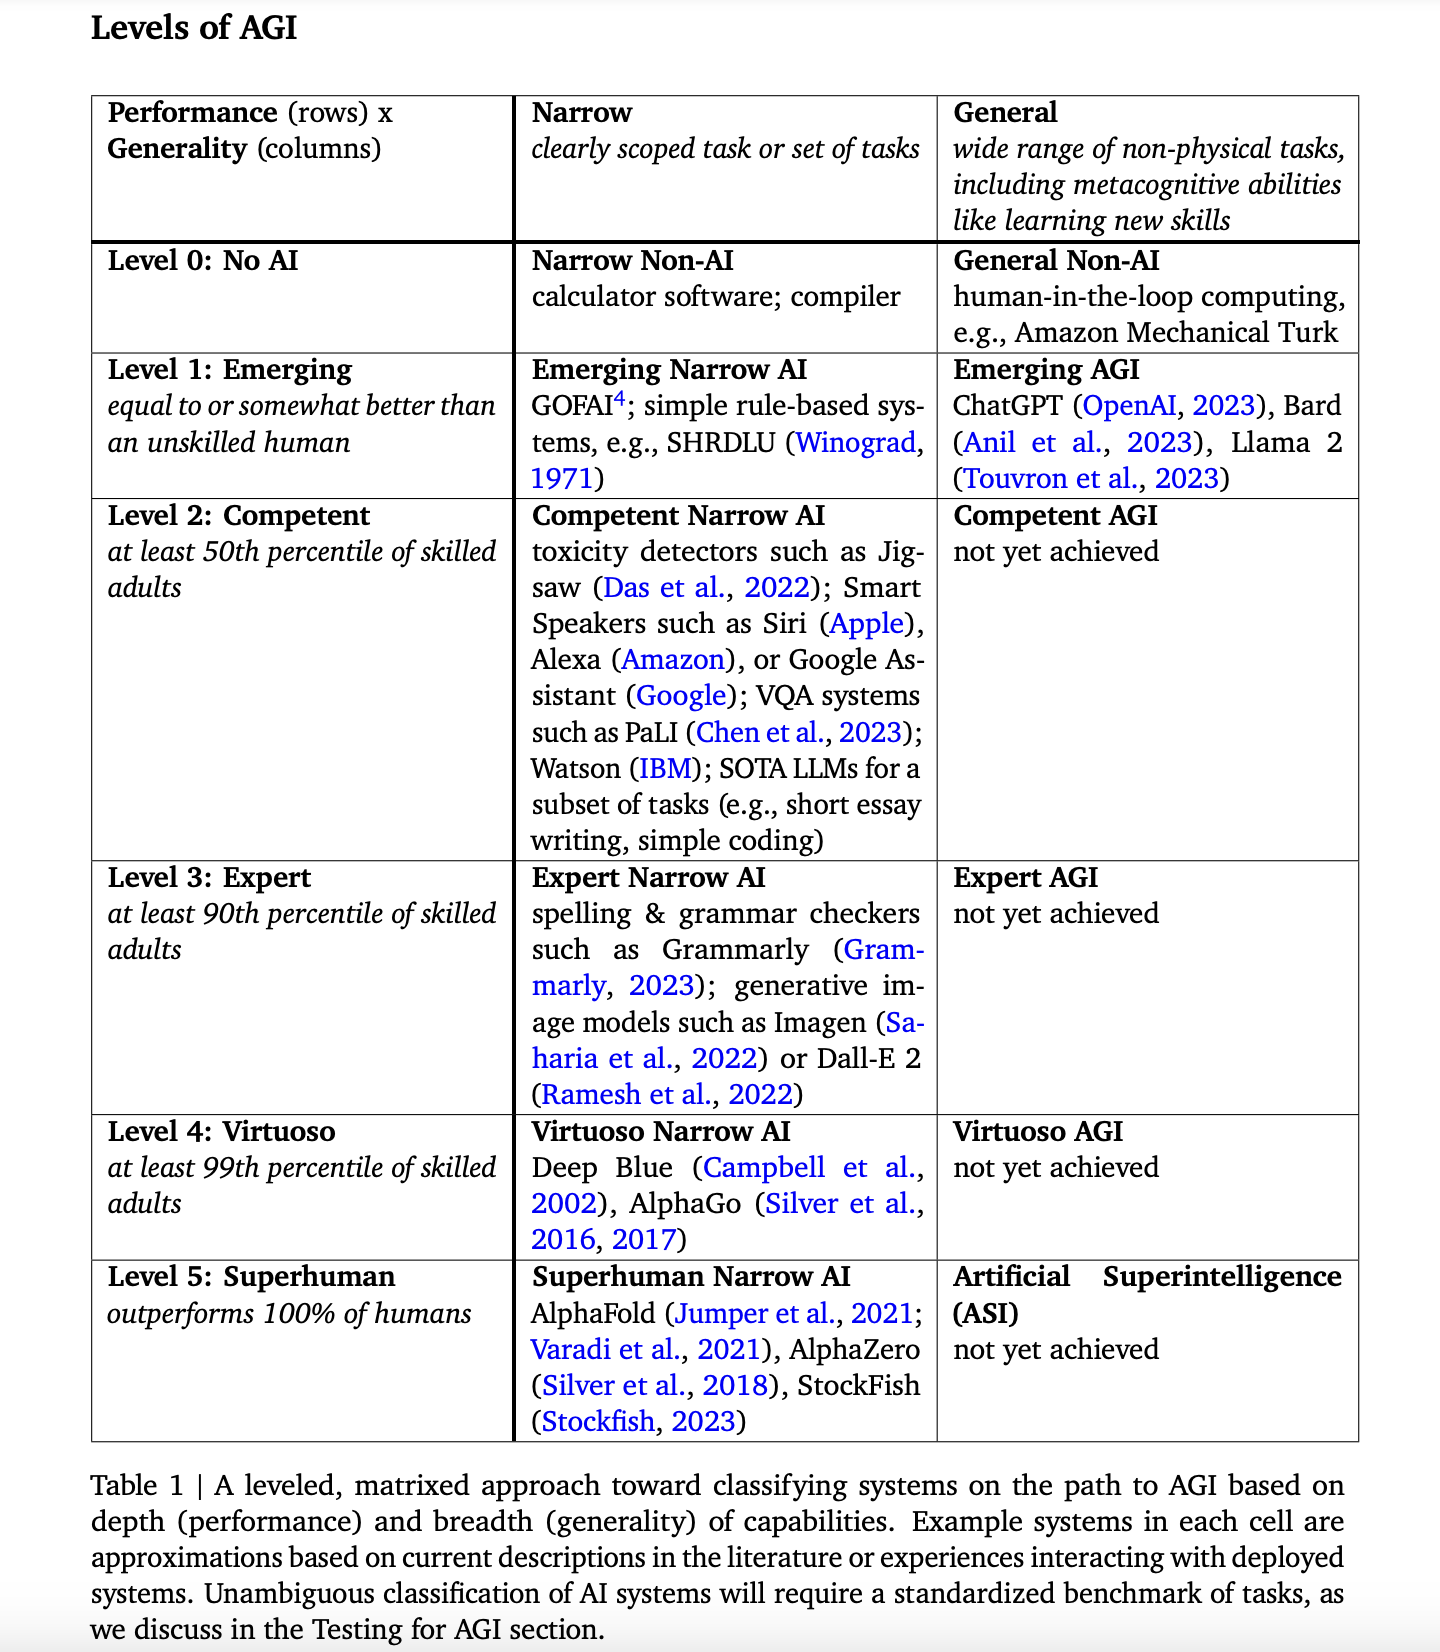 Levels of AGI
Performance (rows) x
Generality (columns)
Narrow
clearly scoped task or set of tasks
General
wide range of non-physical tasks,
including metacognitive abilities
like learning new skills
Level 0: No AI
Narrow Non-AI
calculator software; compiler
General Non-AI
human-in-the-loop computing,
e.g., Amazon Mechanical Turk
Level 1: Emerging
equal to or somewhat better than
an unskilled human
Emerging Narrow AI
GOFAI4; simple rule-based sys-
tems, e.g., SHRDLU (Winograd,
1971)
Emerging AGI
ChatGPT (OpenAI, 2023), Bard
(Anil et al., 2023), Llama 2
(Touvron et al., 2023)
Level 2: Competent
at least 50th percentile of skilled
adults
Competent Narrow AI
toxicity detectors such as Jig-
saw (Das et al., 2022); Smart
Speakers such as Siri (Apple),
Alexa (Amazon), or Google As-
sistant (Google); VQA systems
such as PaLI (Chen et al., 2023);
Watson (IBM); SOTA LLMs for a
subset of tasks (e.g., short essay
writing, simple coding)
Competent AGI
not yet achieved
Level 3: Expert
at least 90th percentile of skilled
adults
Expert Narrow AI
spelling & grammar checkers
such as Grammarly (Gram-
marly, 2023); generative im-
age models such as Imagen (Sa-
haria et al., 2022) or Dall-E 2
(Ramesh et al., 2022)
Expert AGI
not yet achieved
Level 4: Virtuoso
at least 99th percentile of skilled
adults
Virtuoso Narrow AI
Deep Blue (Campbell et al.,
2002), AlphaGo (Silver et al.,
2016, 2017)
Virtuoso AGI
not yet achieved
Level 5: Superhuman
outperforms 100% of humans
Superhuman Narrow AI
AlphaFold (Jumper et al., 2021;
Varadi et al., 2021), AlphaZero
(Silver et al., 2018), StockFish
(Stockfish, 2023)
Artificial Superintelligence
(ASI)
not yet achieved
Table 1 | A leveled, matrixed approach toward classifying systems on the path to AGI based on
depth (performance) and breadth (generality) of capabilities. Example systems in each cell are
approximations based on current descriptions in the literature or experiences interacting with deployed
systems. Unambiguous classification of AI systems will require a standardized benchmark of tasks, as
we discuss in the Testing for AGI section.